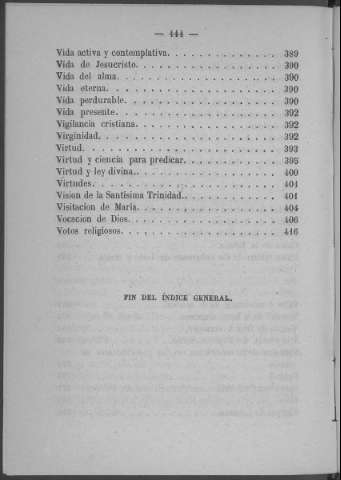 — 444 —
Vida activa y contemplativa. . . . . . . . . . . . . . 389
Vida de Jesucristo. . . . . . . . . . . . . . . . . . 390
Vida del alma. . . . . . . . . . . . . . . . . . . . 390
Vida eterna. . . . . . . . . . . . . . . . . . . . . 390
Vida perdurable. . . . . . . . . . . . . . . . . . . 390
Vida presente. . . . . . . . . . . . . . . . . . . . 392
Vigilancia cristiana. . . . . . . . . . . . . . . . . 392
Virginidad. . . . . . . . . . . . . . . . . . . . . 392
Virtud. . . . . . . . . . . . . . . . . . . . . . . 393
Virtud y ciencia para predicar. . . . . . . . . . . . 395
Virtud y ley divina.. . . . . . . . . . . . . . . . . 400
Virtudes. . . . . . . . . . . . . . . . . . . . . . 401
Vision de la Santísima Trinidad.. . . . . . . . . . . 401
Visitacion de María. . . . . . . . . . . . . . . . . 404
Vocacion de Dios. . . . . . . . . . . . . . . . . . 406
Votos religiosos. . . . . . . . . . . . . . . . . . . 416
FIN DEL ÍNDICE GENERAL.